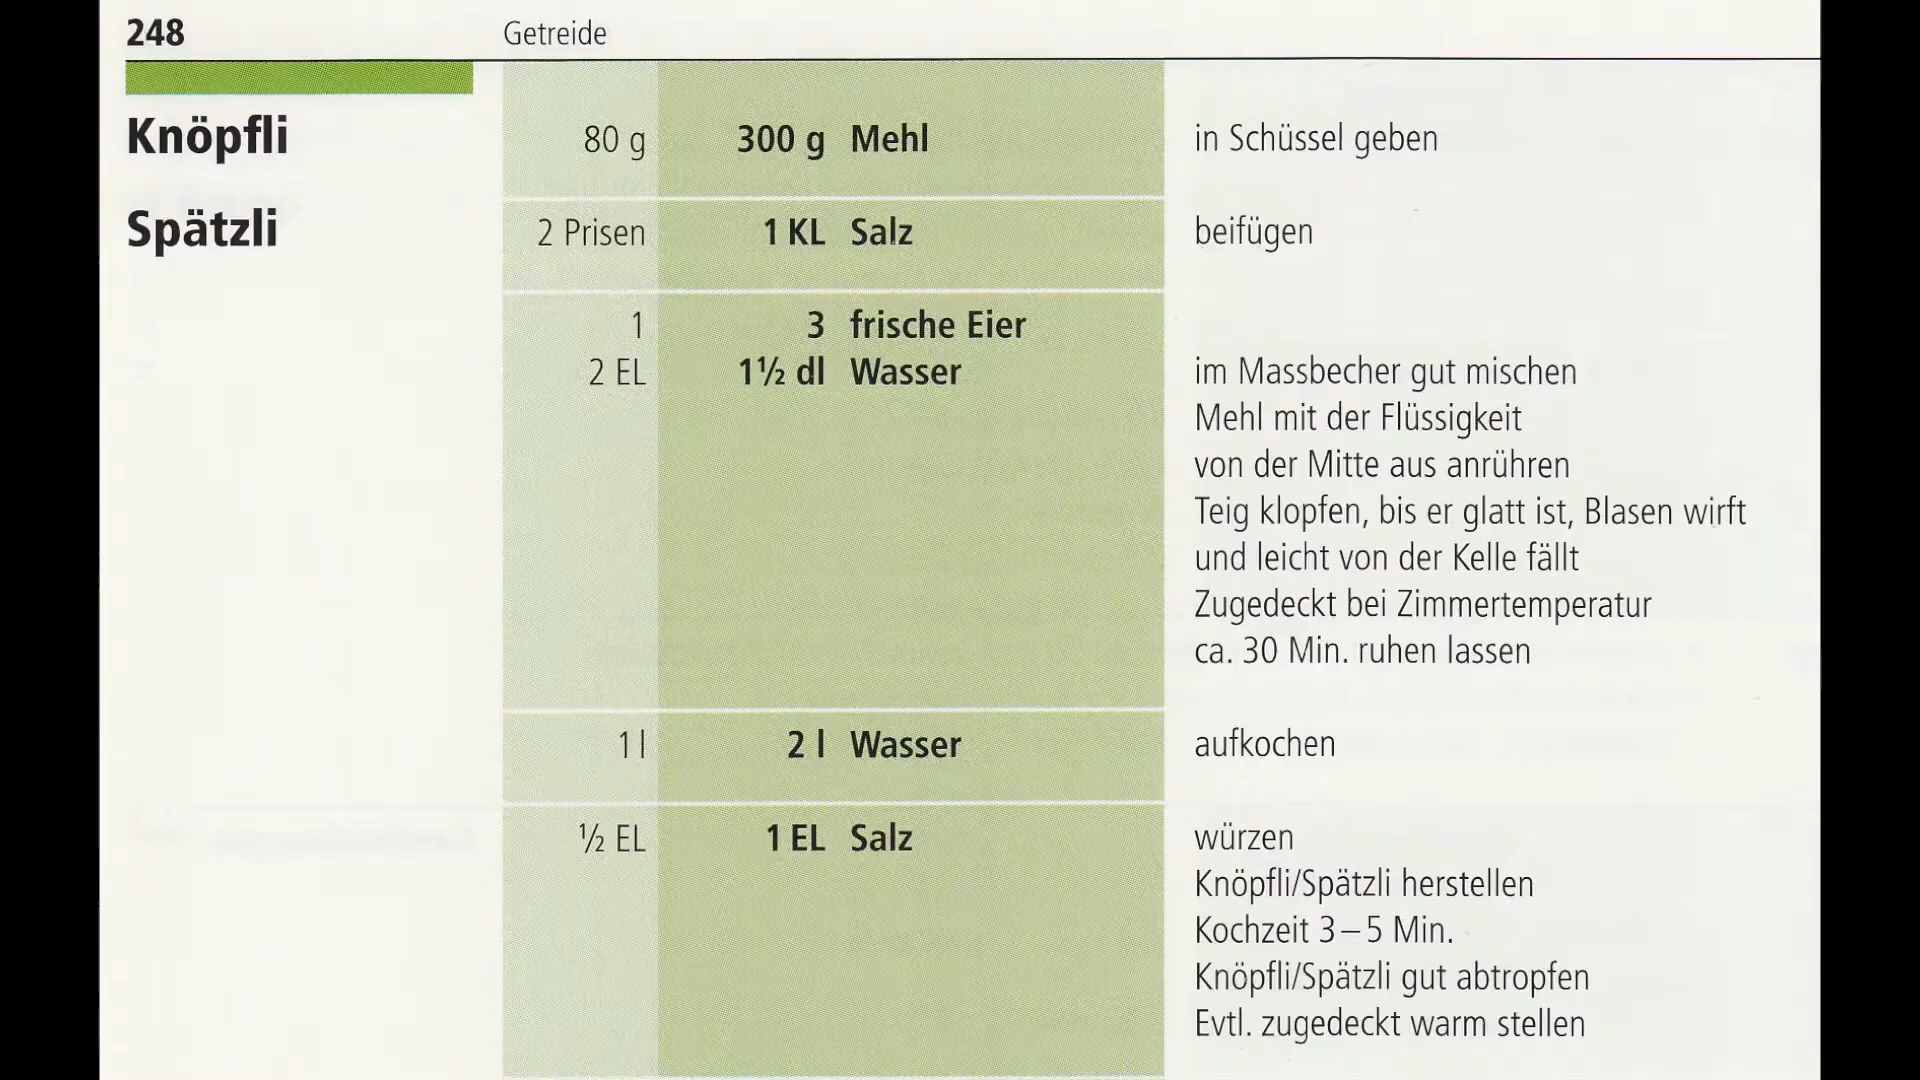 248 Getreide
Knöpfli 80 g 300 g Mehl in Schüssel geben
Spätzli 2 Prisen 1 KL Salz beifügen
1 3 frische Eier
2 EL 1½ dl Wasser im Massbecher gut mischen
Mehl mit der Flüssigkeit
von der Mitte aus anrühren
Teig klopfen, bis er glatt ist, Blasen wirft
und leicht von der Kelle fällt
Zugedeckt bei Zimmertemperatur
ca. 30 Min. ruhen lassen
1 l 2 l Wasser aufkochen
½ EL 1 EL Salz würzen
Knöpfli/Spätzli herstellen
Kochzeit 3–5 Min.
Knöpfli/Spätzli gut abtropfen
Evtl. zugedeckt warm stellen